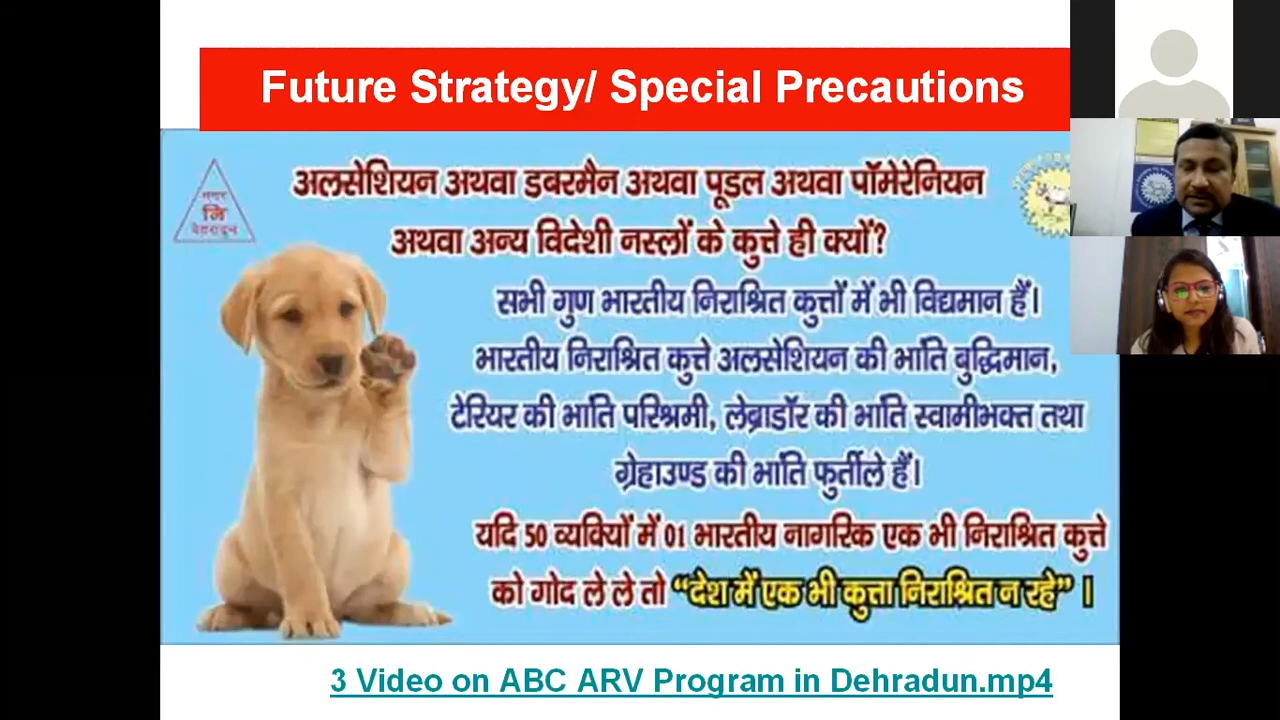 Future Strategy/ Special Precautions
नगर
नि
देहरादून
अलसेशियन अथवा डबरमैन अथवा पूडल अथवा पॉमेरेनियन
अथवा अन्य विदेशी नस्लों के कुत्ते ही क्यों?
सभी गुण भारतीय निराश्रित कुत्तों में भी विद्यमान हैं।
भारतीय निराश्रित कुत्ते अलसेशियन की भांति बुद्धिमान,
टेरियर की भांति परिश्रमी, लेब्राडॉर की भांति स्वामीभक्त तथा
ग्रेहाउण्ड की भांति फुर्तीले हैं।
यदि 50 व्यक्यिों में 01 भारतीय नागरिक एक भी निराश्रित कुत्ते
को गोद ले ले तो “देश में एक भी कुत्ता निराश्रित न रहे” ।
3 Video on ABC ARV Program in Dehradun.mp4